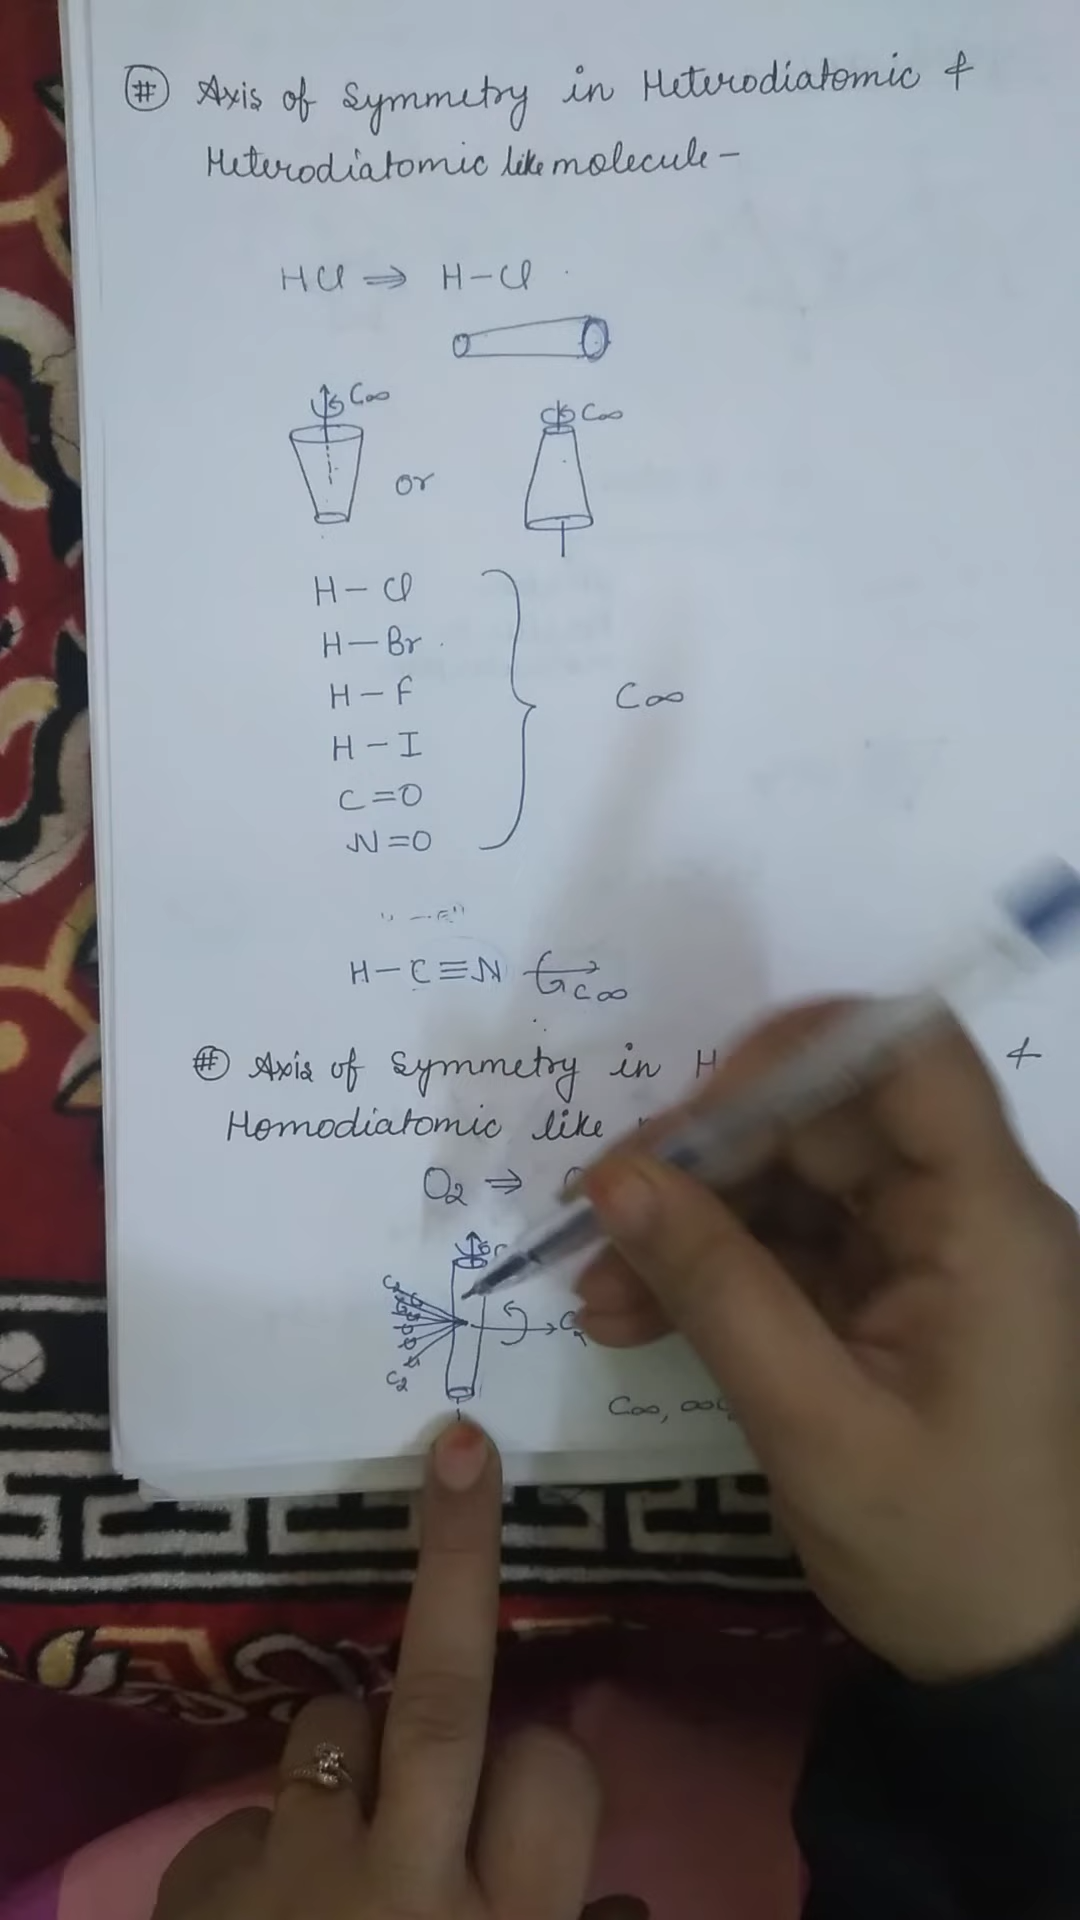 # Axis of Symmetry in Heterodiatomic &
Heterodiatomic like molecule -
HCl ⇒ H-Cl
C∞
C∞
or
H- Cl
H-Br
H-F
H-I
C=O
N=O
C∞
H-C≡N
C∞
# Axis of Symmetry in H &
Homodiatomic like
O2 ⇒
C2
C2
C∞,